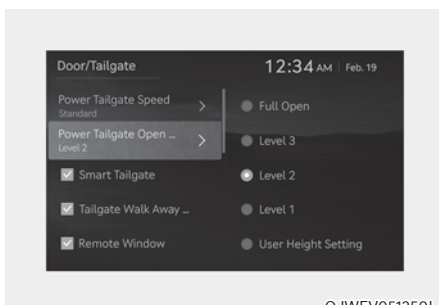 Door/Tailgate
12:34 AM | Feb. 19
Power Tailgate Speed
Standard
Power Tailgate Open ...
Level 2
Smart Tailgate
Tailgate Walk Away ...
Remote Window
Full Open
Level 3
Level 2
Level 1
User Height Setting